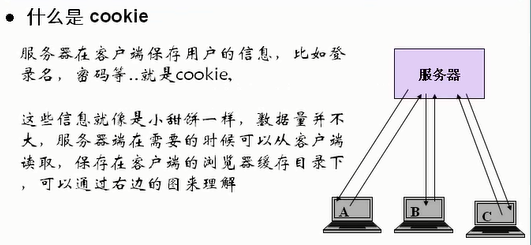 ● 什么是 cookie
服务器在客户端保存用户的信息，比如登
录名，密码等..就是cookie,
这些信息就像是小甜饼一样，数据量并不
大，服务器端在需要的时候可以从客户端
读取，保存在客户端的浏览器缓存目录下
，可以通过右边的图来理解
服务器
A
B
C